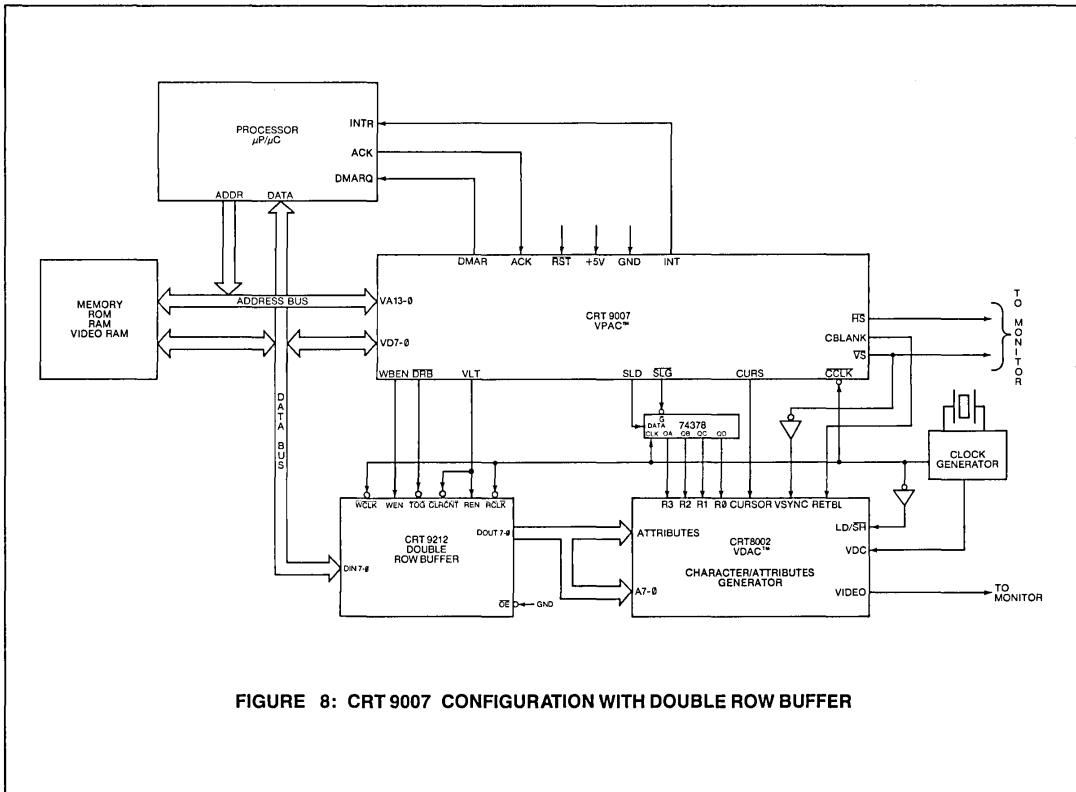 PROCESSOR
µP/µC
INTR
ACK
DMARQ
ADDR DATA
MEMORY
ROM
RAM
VIDEO RAM
ADDRESS BUS
DATA BUS
DMAR ACK RST +5V GND INT
VA13-0
VD7-0
CRT 9007
VPAC™
HS
CBLANK
VS
TO MONITOR
WBEN DRB VLT SLD SLG CURS CCLK
G
DATA 74378
CLK QA QB QC QD
CLOCK
GENERATOR
WCLK WEN TOG CLRCNT REN RCLK
DOUT 7-0
CRT 9212
DOUBLE
ROW BUFFER
DIN 7-0
OE GND
R3 R2 R1 R0 CURSOR VSYNC RETBL
ATTRIBUTES
LD/SH
CRT8002
VDAC™
VDC
CHARACTER/ATTRIBUTES
GENERATOR
A7-0
VIDEO
TO
MONITOR
FIGURE 8: CRT 9007 CONFIGURATION WITH DOUBLE ROW BUFFER